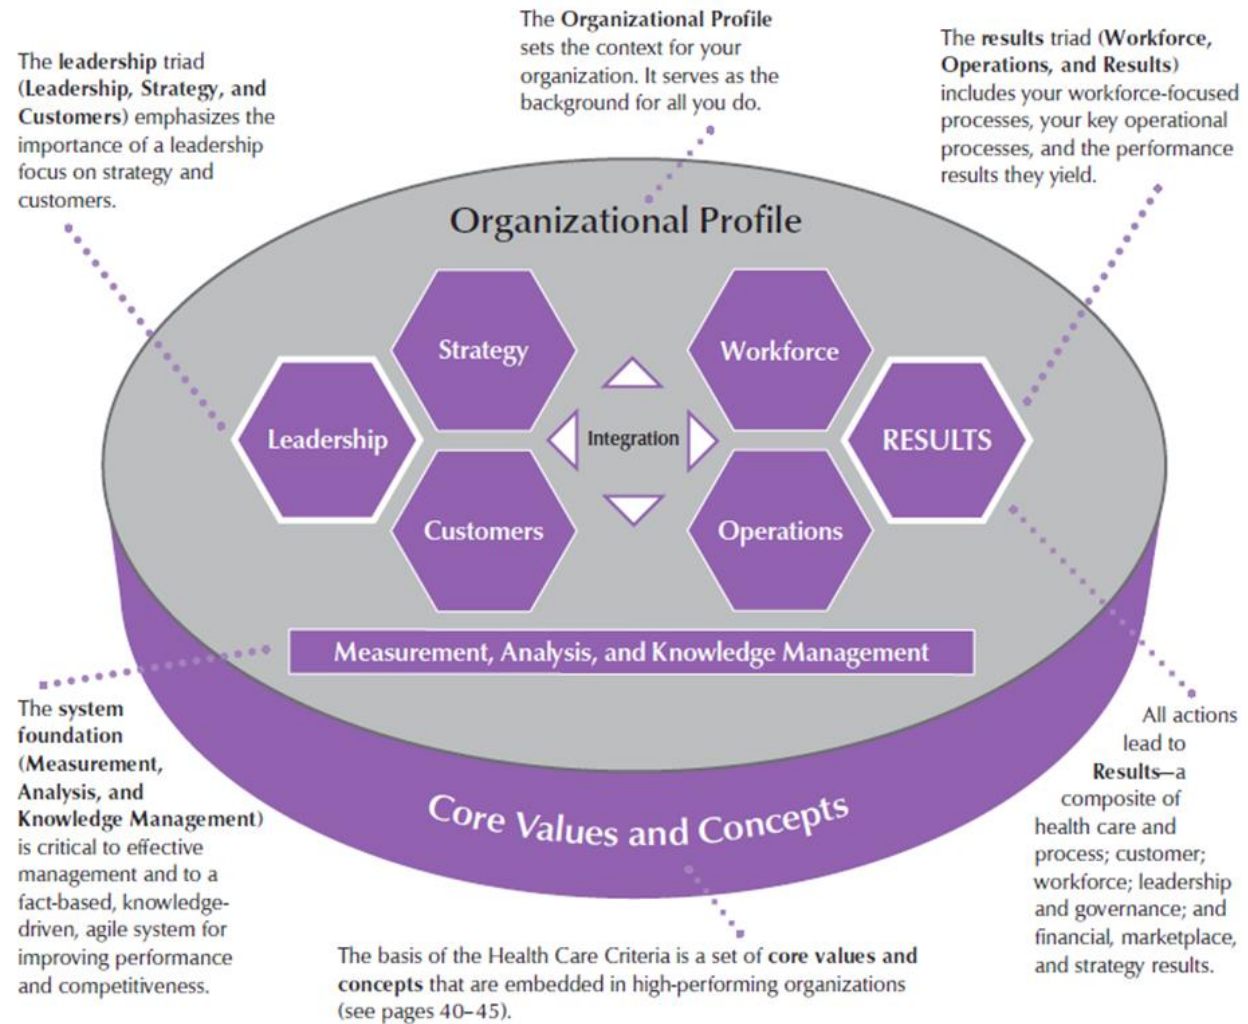 The Organizational Profile
sets the context for your
organization. It serves as the
background for all you do.
The leadership triad
(Leadership, Strategy, and
Customers) emphasizes the
importance of a leadership
focus on strategy and
customers.
The results triad (Workforce,
Operations, and Results)
includes your workforce-focused
processes, your key operational
processes, and the performance
results they yield.
Organizational Profile
Strategy
Workforce
Leadership
Integration
RESULTS
Customers
Operations
Measurement, Analysis, and Knowledge Management
The system
foundation
(Measurement,
Analysis, and
Knowledge Management)
is critical to effective
management and to a
fact-based, knowledge-
driven, agile system for
improving performance
and competitiveness.
Core Values and Concepts
All actions
lead to
Results—a
composite of
health care and
process; customer;
workforce; leadership
and governance; and
financial, marketplace,
and strategy results.
The basis of the Health Care Criteria is a set of core values and
concepts that are embedded in high-performing organizations
(see pages 40–45).